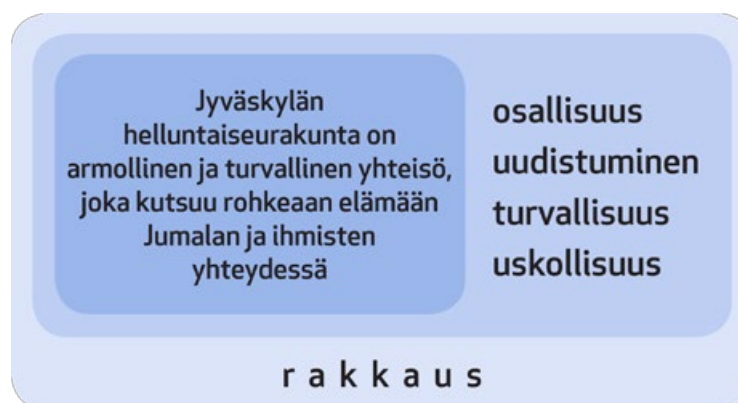 Jyväskylän
helluntaiseurakunta on
armollinen ja turvallinen yhteisö,
joka kutsuu rohkeaan elämään
Jumalan ja ihmisten
yhteydessä
osallisuus
uudistuminen
turvallisuus
uskollisuus
rakkaus